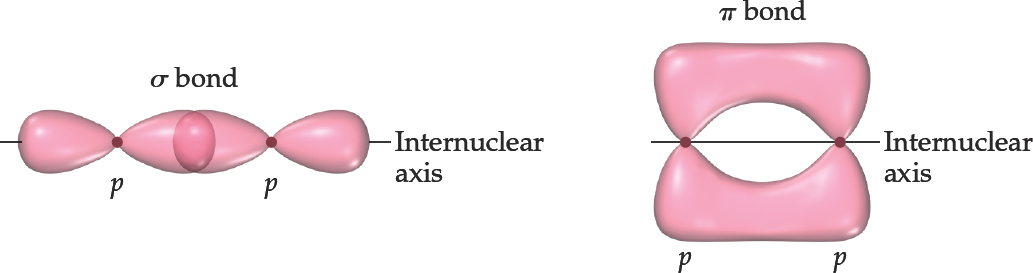 σ bond
Internuclear
axis
p
p
π bond
Internuclear
axis
p
p